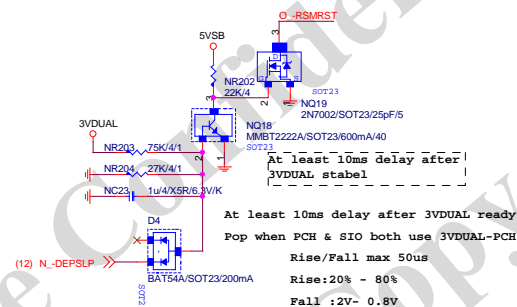 O_-RSMRST
3
5VSB
D
G
S
NR202
22K/4
SOT23
2
1
NQ19
2N7002/SOT23/25pF/5
3
3VDUAL
NQ18
MMBT2222A/SOT23/600mA/40
SOT23
NR203 75K/4/1
2
1
At least 10ms delay after
3VDUAL stabel
NR204 27K/4/1
NC23 1u/4/X5R/6.3V/K
D4
At least 10ms delay after 3VDUAL ready
Pop when PCH & SIO both use 3VDUAL-PCH
(12) N_-DEPSLP
Rise/Fall max 50us
BAT54A/SOT23/200mA
Rise:20% - 80%
Fall :2V- 0.8V